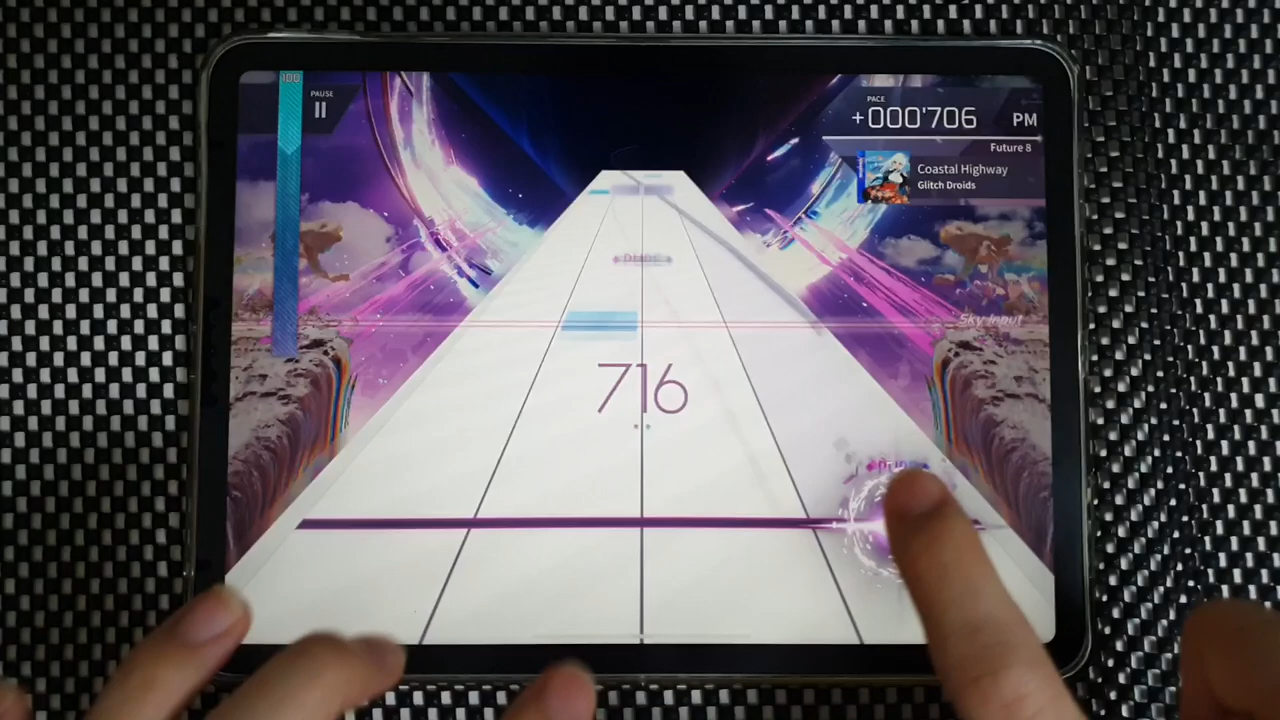 100
PAUSE
PACE
+000'706 PM
Future 8
Coastal Highway
Glitch Droids
Sky Input
716